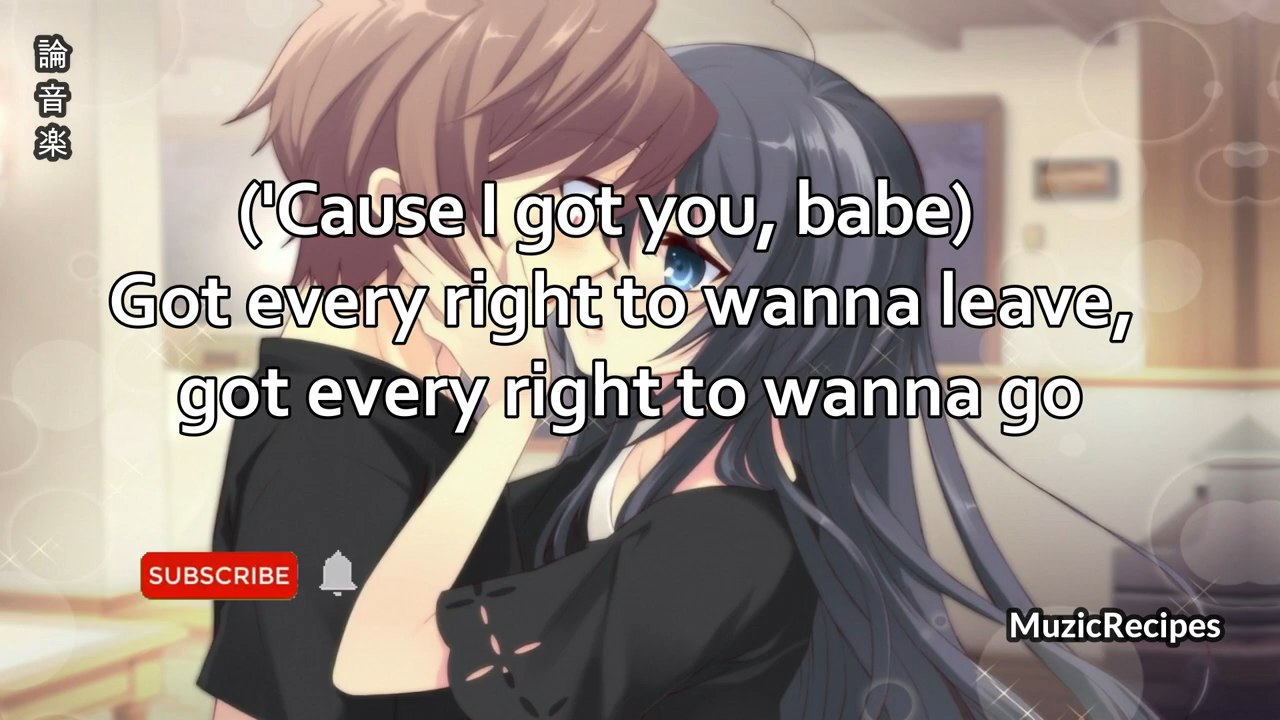 論音楽
('Cause I got you, babe)
Got every right to wanna leave,
got every right to wanna go
SUBSCRIBE
MuzicRecipes